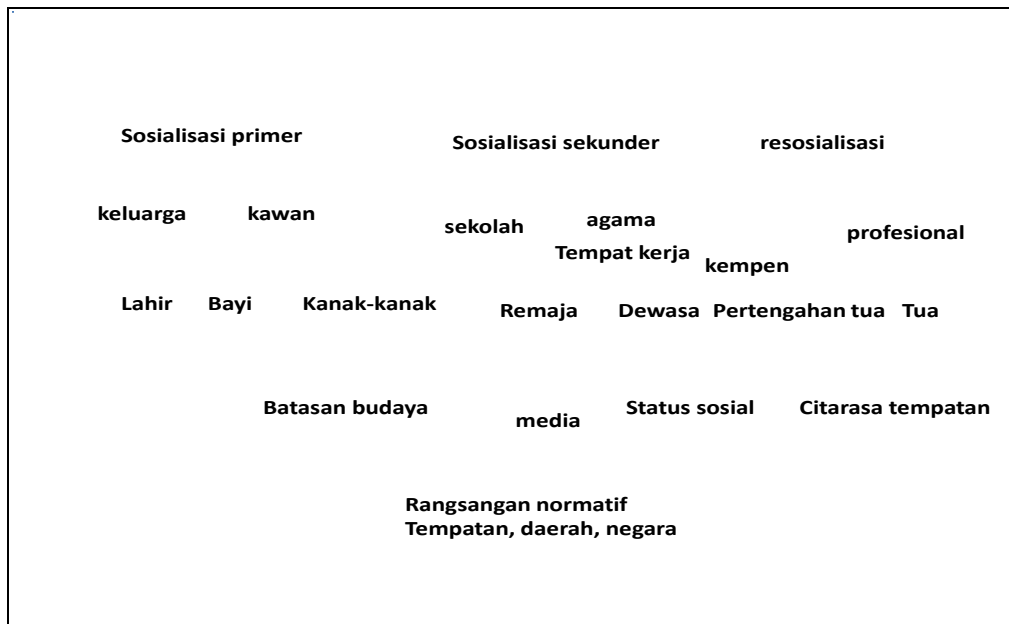 Sosialisasi primer
Sosialisasi sekunder
resosialisasi
keluarga
kawan
sekolah
agama
Tempat kerja
kempen
profesional
Lahir
Bayi
Kanak-kanak
Remaja
Dewasa
Pertengahan tua
Tua
Batasan budaya
media
Status sosial
Citarasa tempatan
Rangsangan normatif
Tempatan, daerah, negara